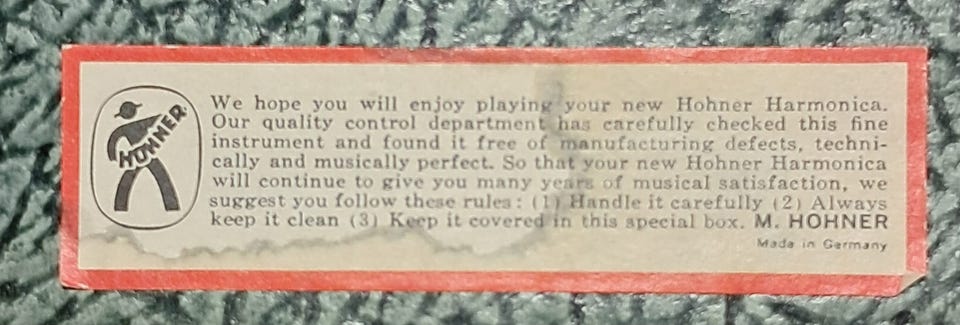 HOHNER
We hope you will enjoy playing your new Hohner Harmonica.
Our quality control department has carefully checked this fine
instrument and found it free of manufacturing defects, techni-
cally and musically perfect. So that your new Hohner Harmonica
will continue to give you many years of musical satisfaction, we
suggest you follow these rules: (1) Handle it carefully (2) Always
keep it clean (3) Keep it covered in this special box. M. HOHNER
Made in Germany